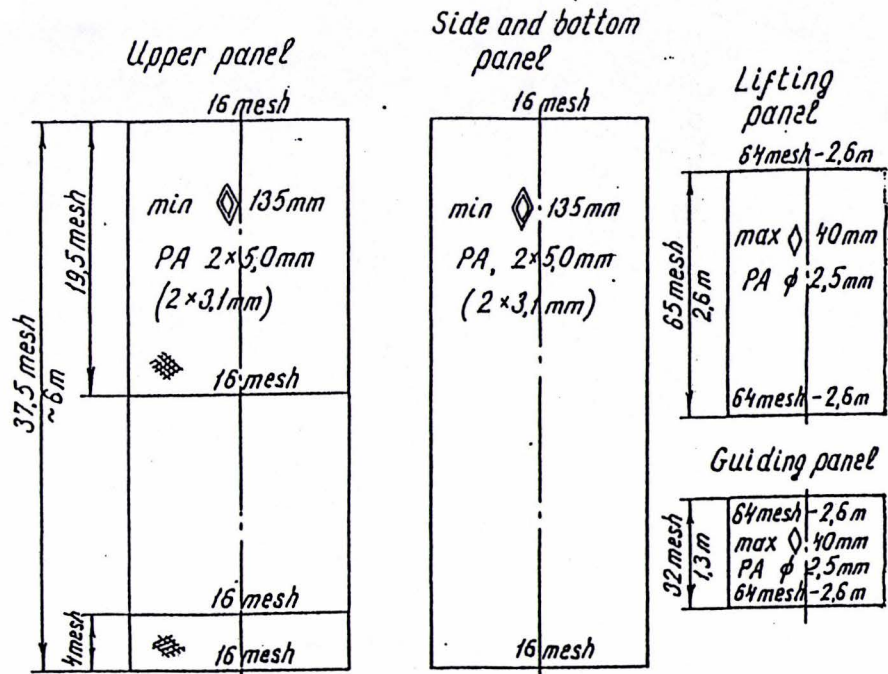 Upper panel
16 mesh
37,5 mesh
~6m
19,5 mesh
min 135mm
PA 2×5,0mm
(2×3,1mm)
16 mesh
16 mesh
4mesh
16 mesh
Side and bottom
panel
16 mesh
min 135mm
PA, 2×5,0mm
(2×3,1mm)
16 mesh
Lifting
panel
64mesh-2,6m
65 mesh
2,6 m
max 40mm
PA ϕ 2,5mm
64mesh-2,6m
Guiding panel
32mesh
1,3m
64mesh-2,6m
max 40mm
PA ϕ 2,5mm
64mesh-2,6m